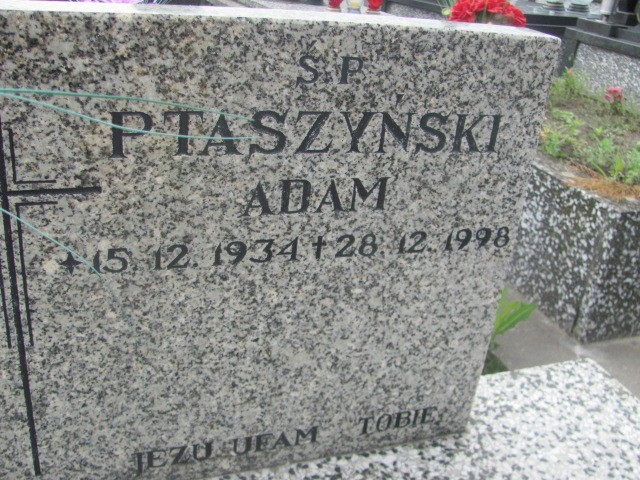 Ś.P.
PTASZYŃSKI
ADAM
★15.12.1934 ✝28.12.1998
JEZU UFAM TOBIE